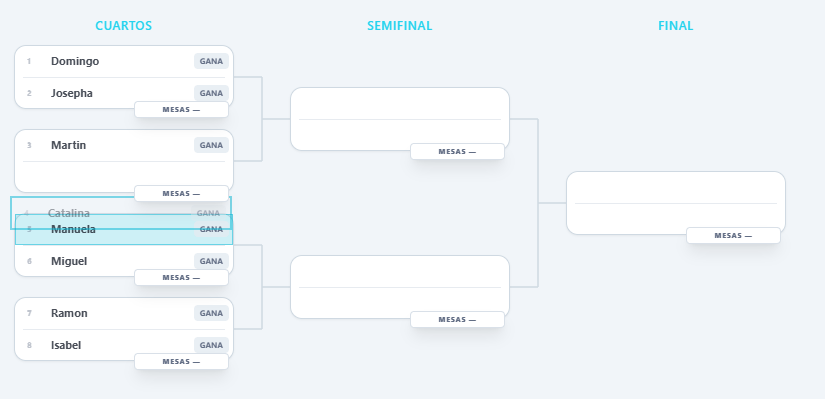 CUARTOS SEMIFINAL FINAL
1 Domingo GANA
2 Josepha GANA
MESAS —
3 Martin GANA
MESAS —
4 Catalina GANA
5 Manuela GANA
6 Miguel GANA
MESAS —
7 Ramon GANA
8 Isabel GANA
MESAS —
MESAS —
MESAS —
MESAS —